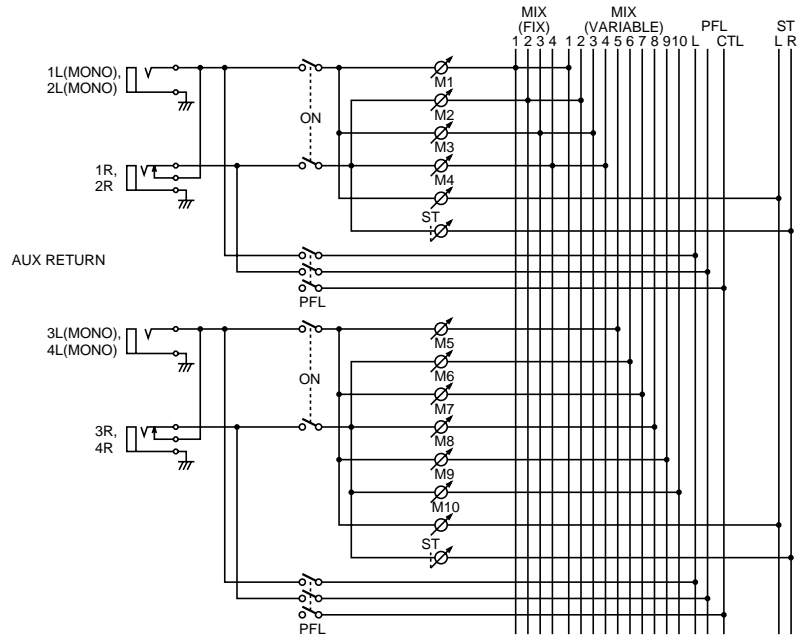 MIX MIX PFL ST
(FIX) (VARIABLE)
1 2 3 4 1 2 3 4 5 6 7 8 9 10 L CTL L R
1L(MONO),
2L(MONO)
M1
M2
ON
M3
1R,
2R
M4
ST
AUX RETURN
PFL
3L(MONO),
4L(MONO)
M5
M6
ON
M7
3R,
4R
M8
M9
M10
ST
PFL